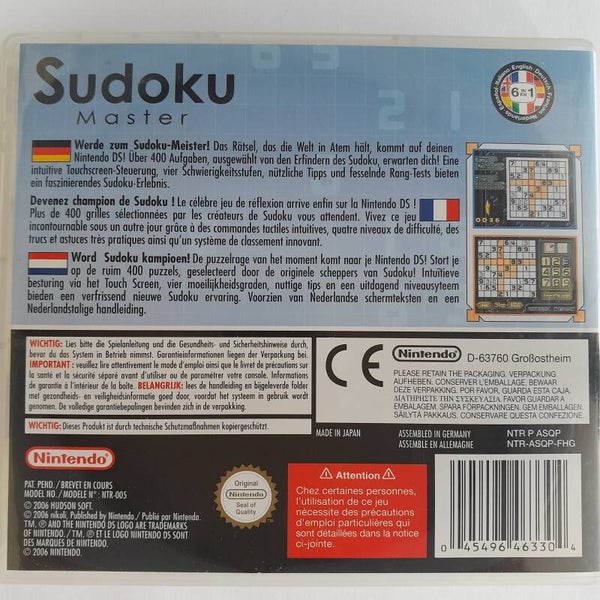 Sudoku
Master
English, Deutsch, Français, Nederlands, Español, Italiano
6 IN 1
Werde zum Sudoku-Meister! Das Rätsel, das die Welt in Atem hält, kommt auf deinen
Nintendo DS! Über 400 Aufgaben, ausgewählt von den Erfindern des Sudoku, erwarten dich! Eine
intuitive Touchscreen-Steuerung, vier Schwierigkeitsstufen, nützliche Tipps und fesselnde Rang-Tests bieten
ein faszinierendes Sudoku-Erlebnis.
Devenez champion de Sudoku ! Le célèbre jeu de réflexion arrive enfin sur la Nintendo DS !
Plus de 400 grilles sélectionnées par les créateurs de Sudoku vous attendent. Vivez ce jeu
incontournable sous un autre jour grâce à des commandes tactiles intuitives, quatre niveaux de difficulté, des
trucs et astuces très pratiques ainsi qu'un système de classement innovant.
Word Sudoku kampioen! De puzzelrage van het moment komt naar je Nintendo DS! Stort je
op de ruim 400 puzzels, geselecteerd door de originele scheppers van Sudoku! Intuïtieve
besturing via het Touch Screen, vier moeilijkheidsgraden, nuttige tips en een uitdagend niveausysteem
bieden een verfrissend nieuwe Sudoku ervaring. Voorzien van Nederlandse schermteksten en
Nederlandstalige handleiding.
0036
WICHTIG: Lies bitte die Spielanleitung und die Gesundheits- und Sicherheitshinweise durch,
bevor du das System in Betrieb nimmst. Garantieinformationen liegen der Verpackung bei.
IMPORTANT : veuillez lire attentivement le mode d'emploi ainsi que le livret de précautions sur la
santé et la sécurité séparé avant d'utiliser ou de paramétrer votre console. Informations
de garantie à l'intérieur de la boîte. BELANGRIJK: lees de handleiding en bijgeleverde folder
met gezondheids- en veiligheidsinformatie goed door, voordat je het systeem in gebruik
neemt. De volledige garantiebepalingen bevinden zich in de verpakking.
WICHTIG: Dieses Produkt ist durch technische Schutzmaßnahmen kopiergeschützt.
CE
Nintendo
D-63760 Großostheim
PLEASE RETAIN THE PACKAGING. VERPACKUNG
AUFHEBEN. CONSERVER L'EMBALLAGE. BEWAAR
DEZE VERPAKKING. POR FAVOR, GUARDA ESTA CAJA.
ΔΙΑΤΗΡΗΣΤΕ ΤΗΝ ΣΥΣΚΕΥΑΣΙΑ. FAVOR GUARDAR A
EMBALAGEM. SPARA FÖRPACKNINGEN. GEM EMBALLAGEN.
SÄILYTÄ PAKKAUS. CONSERVARE QUESTA CONFEZIONE.
MADE IN JAPAN
ASSEMBLED IN GERMANY
ASSEMBLE EN ALLEMAGNE
NTR P ASQP
NTR-ASQP-FHG
Nintendo
PAT. PEND. / BREVET EN COURS
MODEL NO. / MODÈLE N° : NTR-005
© 2006 HUDSON SOFT.
© 2006 nikoli, Published by Nintendo / Publié par Nintendo.
TM, ® AND THE NINTENDO DS LOGO ARE TRADEMARKS
OF NINTENDO. / TM, ® ET LE LOGO NINTENDO DS SONT
DES MARQUES DE NINTENDO.
© 2006 NINTENDO.
Original
Nintendo
Seal of
Quality
Attention
Chez certaines personnes,
l'utilisation de ce jeu
nécessite des précautions
d'emploi particulières qui
sont détaillées dans la notice
ci-jointe.
0 45496 46330 4